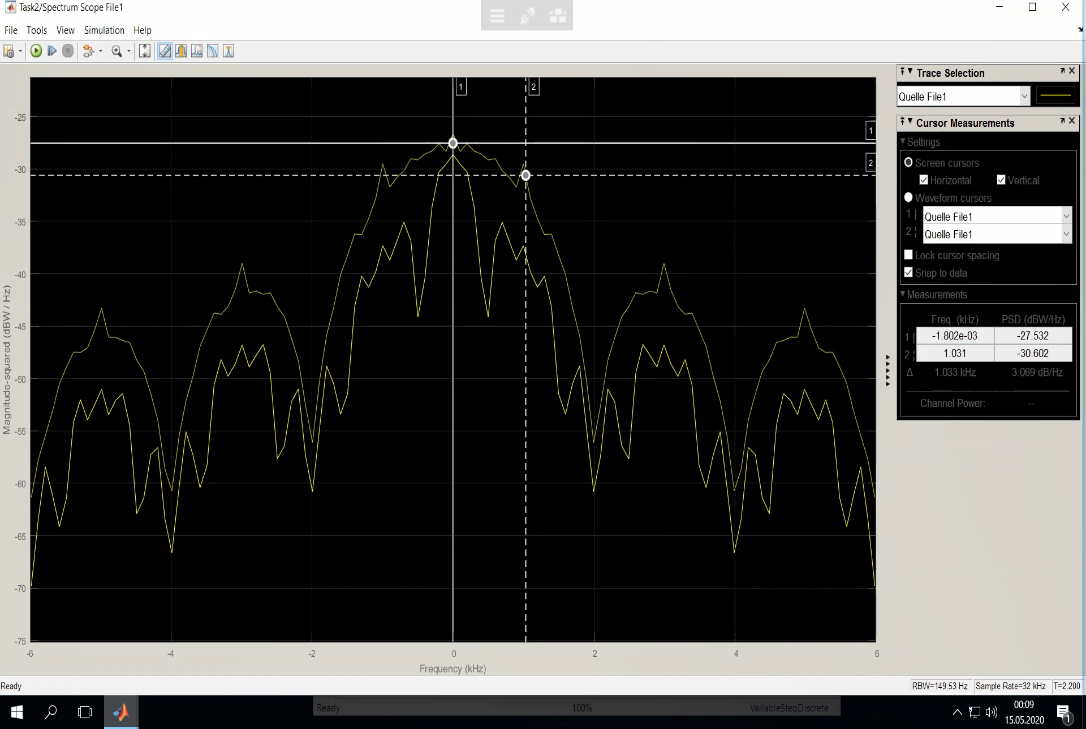 Task2/Spectrum Scope File1
File Tools View Simulation Help
Trace Selection
Quelle File1
Cursor Measurements
Settings
Screen cursors
Horizontal Vertical
Waveform cursors
1 Quelle File1
2 Quelle File1
Lock cursor spacing
Snap to data
Measurements
Freq. (kHz) PSD (dBW/Hz)
1 -1.802e-03 -27.532
2 1.031 -30.602
Δ 1.033 kHz 3.069 dB/Hz
Channel Power: --
1 2
1
2
Magnitude-squared (dBW / Hz)
-25
-30
-35
-40
-45
-50
-55
-60
-65
-70
-75
-6 -4 -2 0 2 4 6
Frequency (kHz)
Ready RBW=149.53 Hz Sample Rate=32 kHz T=2.200
Ready 100% VariableStepDiscrete
00:09
15.05.2020
1